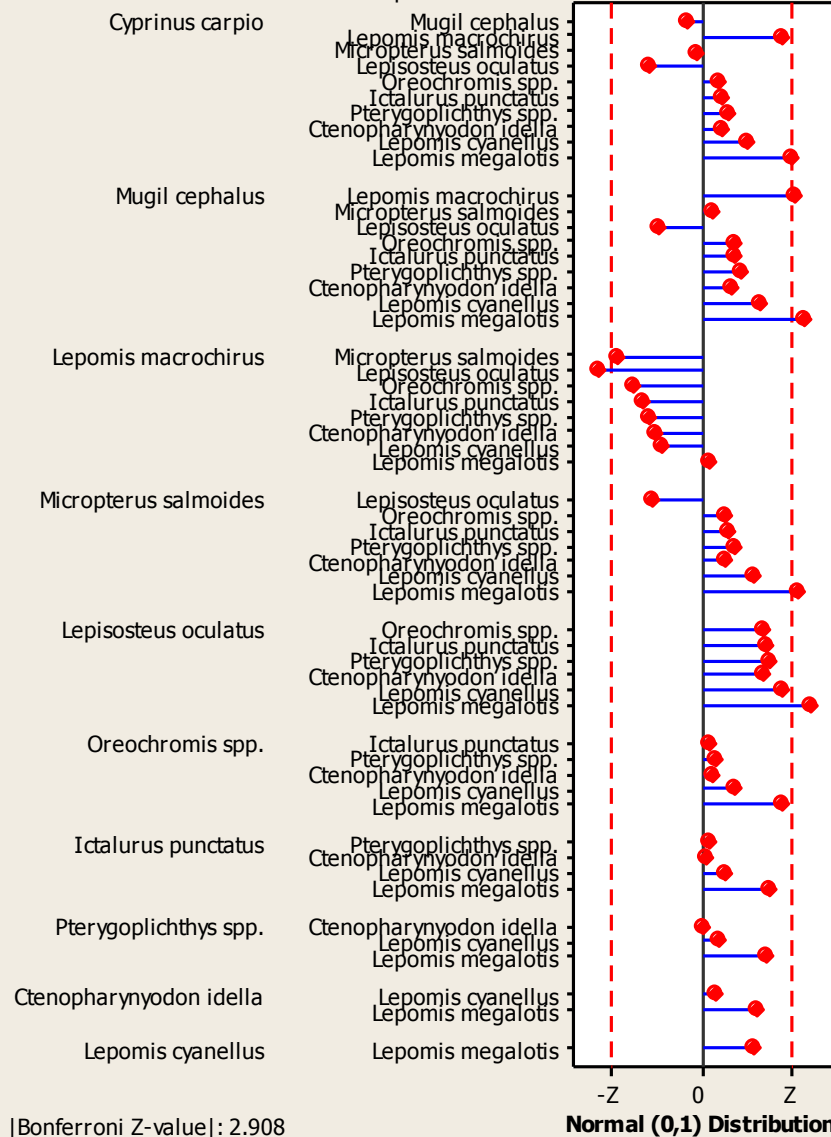 Cyprinus carpio Mugil cephalus
Lepomis macrochirus
Micropterus salmoides
Lepisosteus oculatus
Oreochromis spp.
Ictalurus punctatus
Pterygoplichthys spp.
Ctenopharynyodon idella
Lepomis cyanellus
Lepomis megalotis
Mugil cephalus Lepomis macrochirus
Micropterus salmoides
Lepisosteus oculatus
Oreochromis spp.
Ictalurus punctatus
Pterygoplichthys spp.
Ctenopharynyodon idella
Lepomis cyanellus
Lepomis megalotis
Lepomis macrochirus Micropterus salmoides
Lepisosteus oculatus
Oreochromis spp.
Ictalurus punctatus
Pterygoplichthys spp.
Ctenopharynyodon idella
Lepomis cyanellus
Lepomis megalotis
Micropterus salmoides Lepisosteus oculatus
Oreochromis spp.
Ictalurus punctatus
Pterygoplichthys spp.
Ctenopharynyodon idella
Lepomis cyanellus
Lepomis megalotis
Lepisosteus oculatus Oreochromis spp.
Ictalurus punctatus
Pterygoplichthys spp.
Ctenopharynyodon idella
Lepomis cyanellus
Lepomis megalotis
Oreochromis spp. Ictalurus punctatus
Pterygoplichthys spp.
Ctenopharynyodon idella
Lepomis cyanellus
Lepomis megalotis
Ictalurus punctatus Pterygoplichthys spp.
Ctenopharynyodon idella
Lepomis cyanellus
Lepomis megalotis
Pterygoplichthys spp. Ctenopharynyodon idella
Lepomis cyanellus
Lepomis megalotis
Ctenopharynyodon idella Lepomis cyanellus
Lepomis megalotis
Lepomis cyanellus Lepomis megalotis
-Z 0 Z
|Bonferroni Z-value|: 2.908 Normal (0,1) Distribution